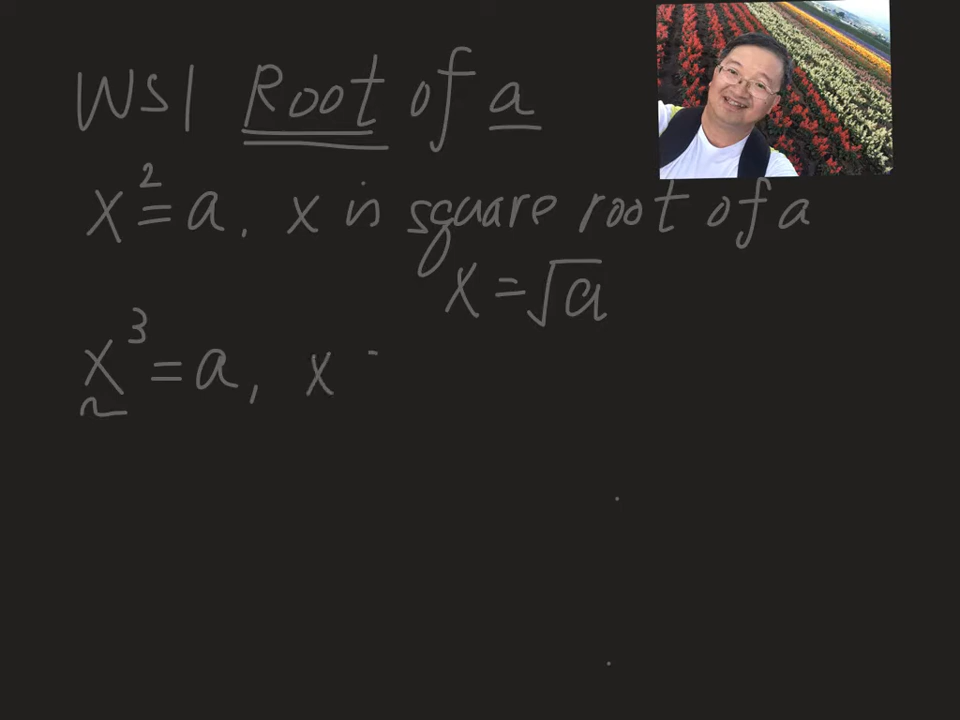 WS1 Root of a
x² = a, x is square root of a
x = √a
x³ = a, x